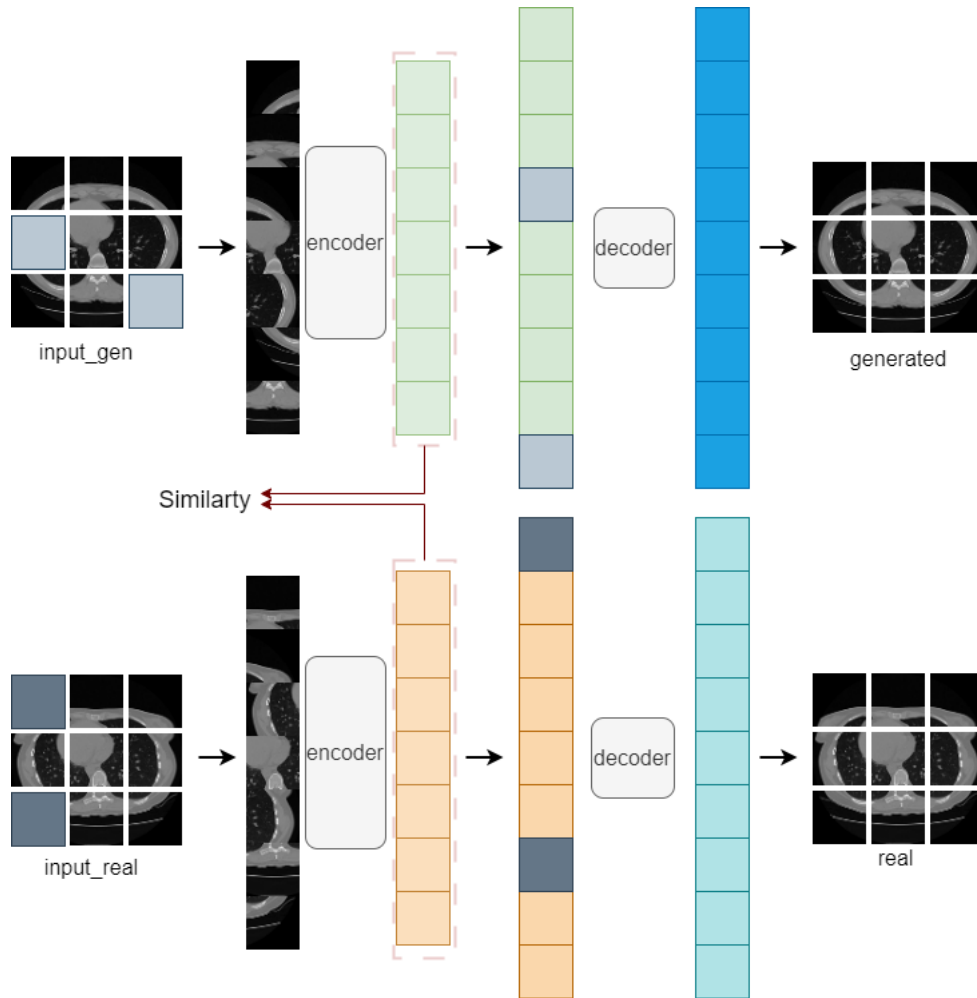 encoder
decoder
input_gen
generated
Similarty
encoder
decoder
input_real
real